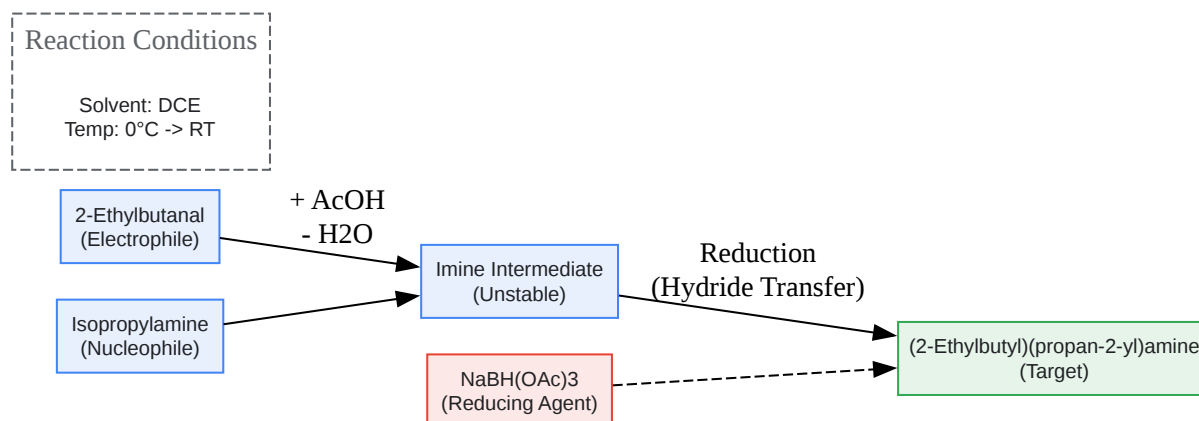 Reaction Conditions
Solvent: DCE
Temp: 0°C -> RT
2-Ethylbutanal
(Electrophile)
+ AcOH
- H2O
Isopropylamine
(Nucleophile)
Imine Intermediate
(Unstable)
Reduction
(Hydride Transfer)
NaBH(OAc)3
(Reducing Agent)
(2-Ethylbutyl)(propan-2-yl)amine
(Target)